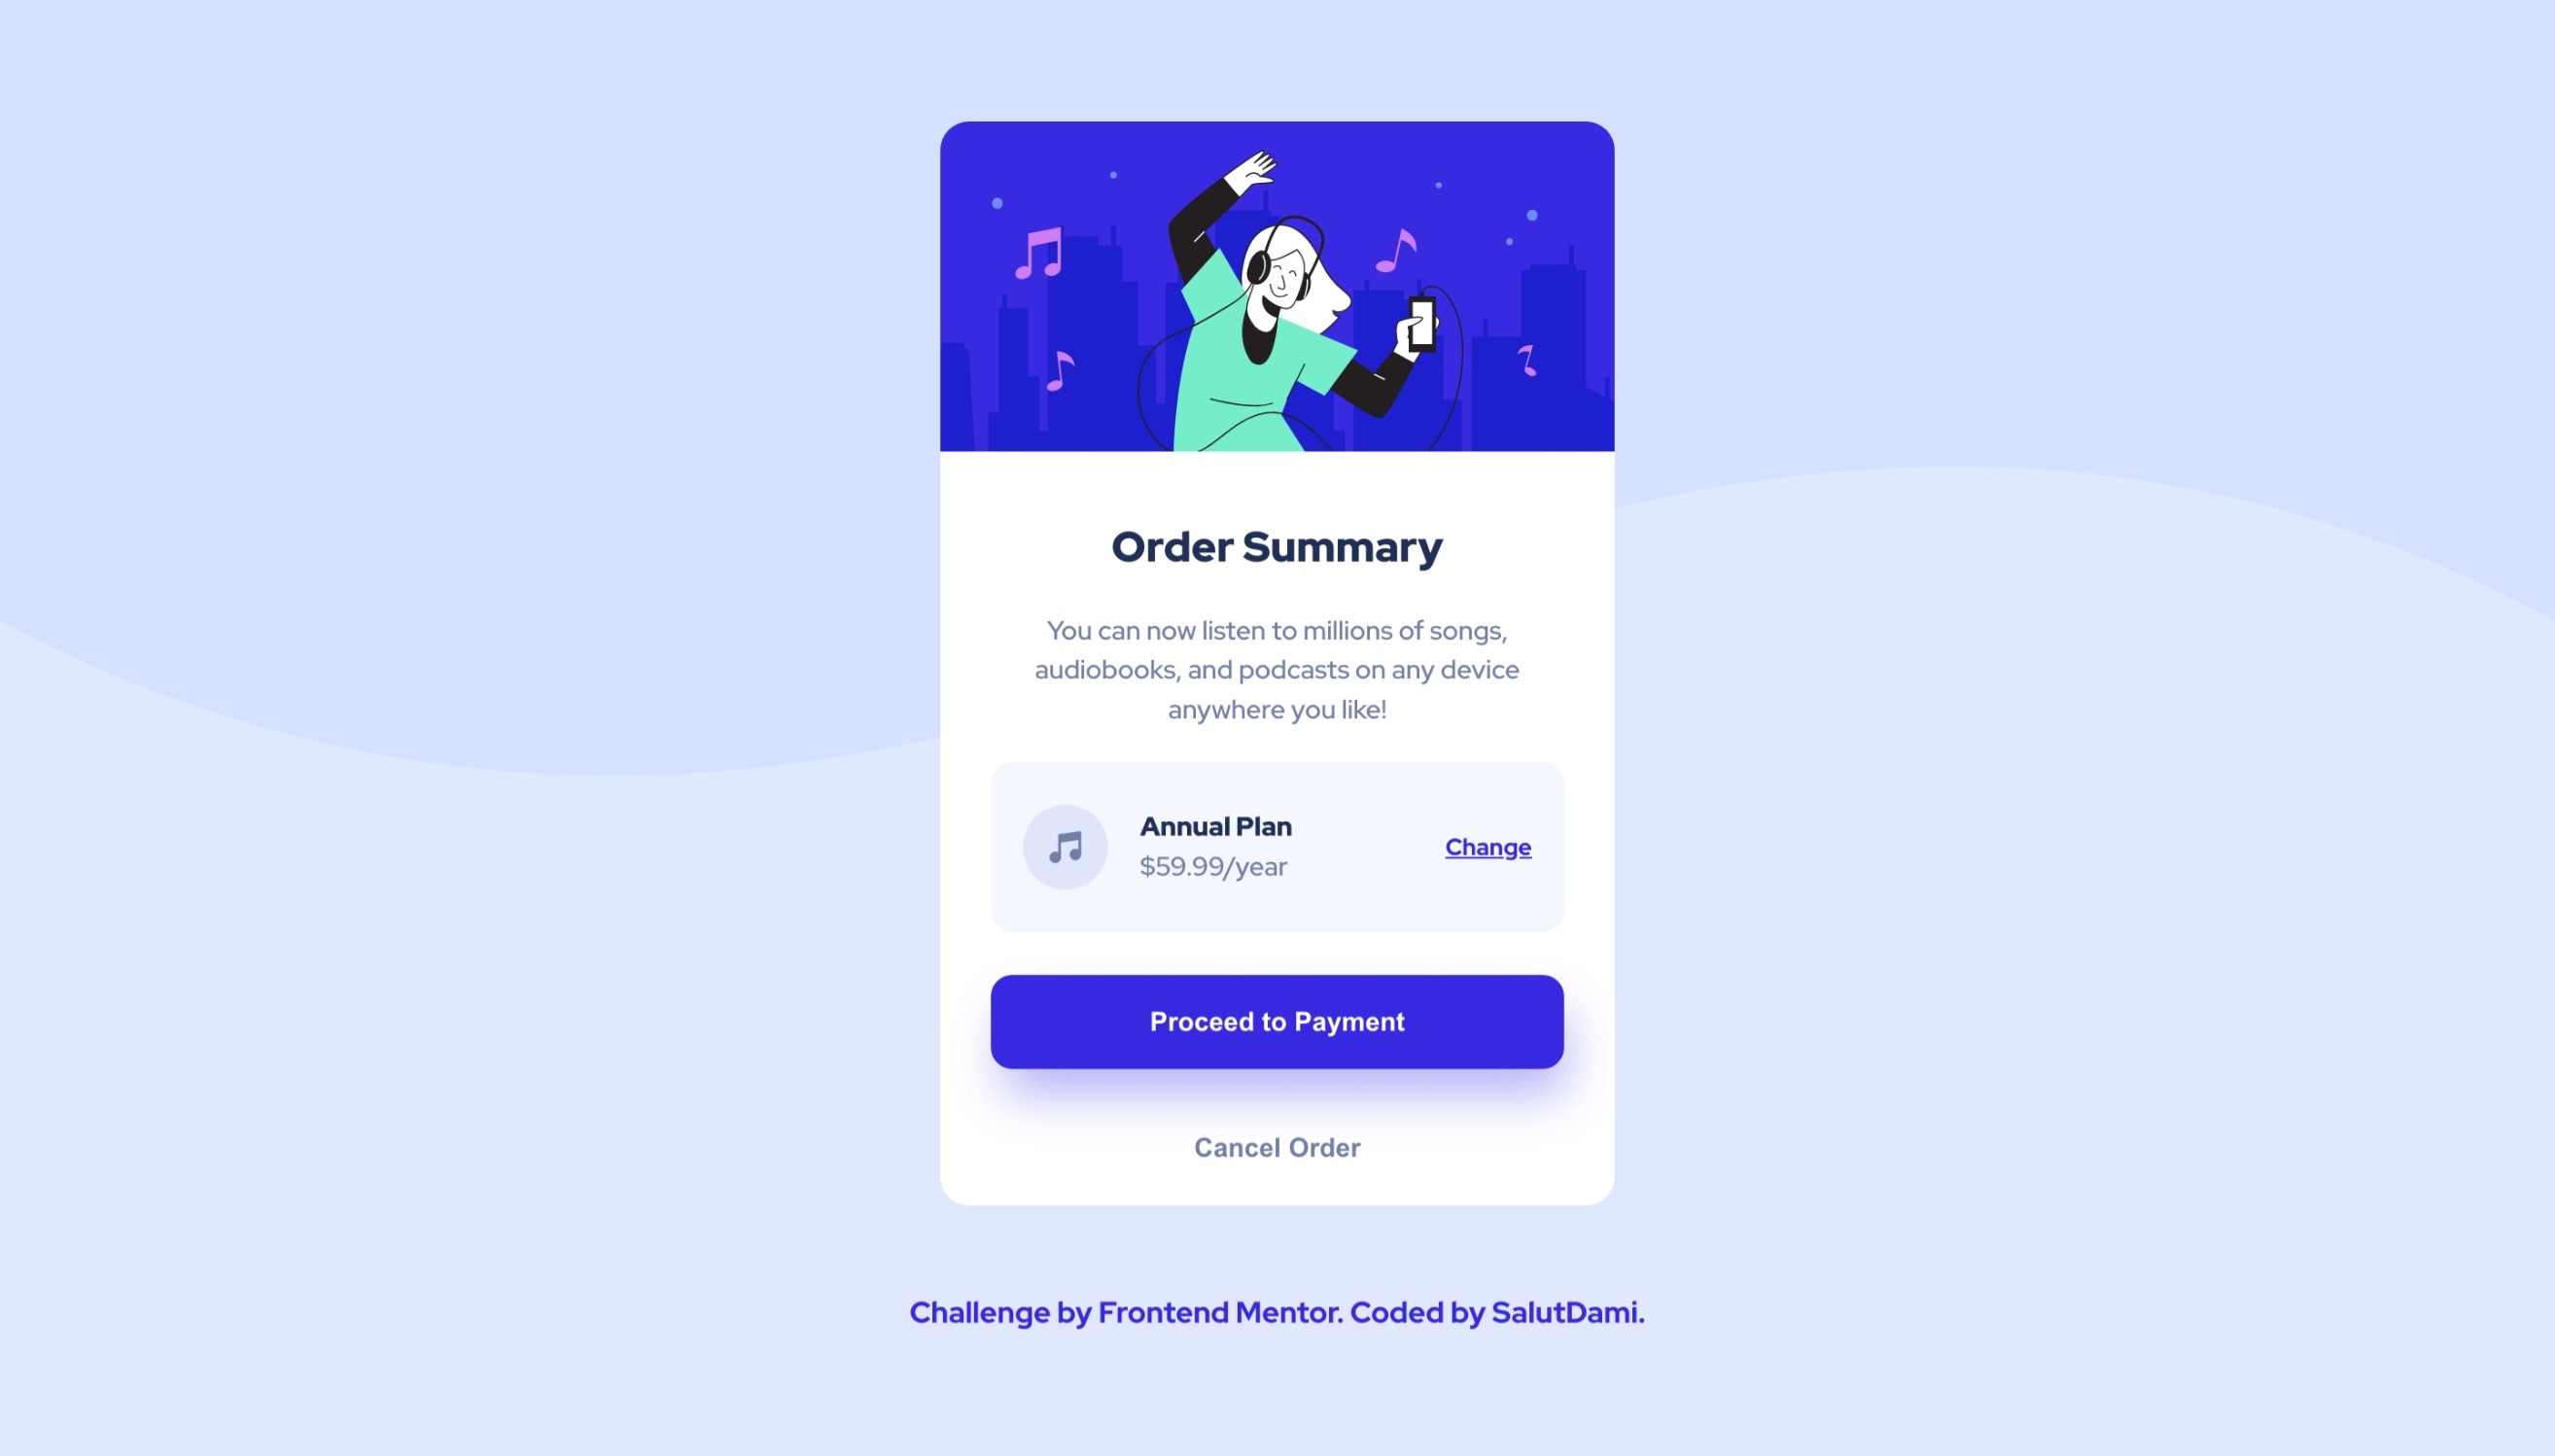 Order Summary
You can now listen to millions of songs,
audiobooks, and podcasts on any device
anywhere you like!
Annual Plan
$59.99/year
Change
Proceed to Payment
Cancel Order
Challenge by Frontend Mentor. Coded by SalutDami.